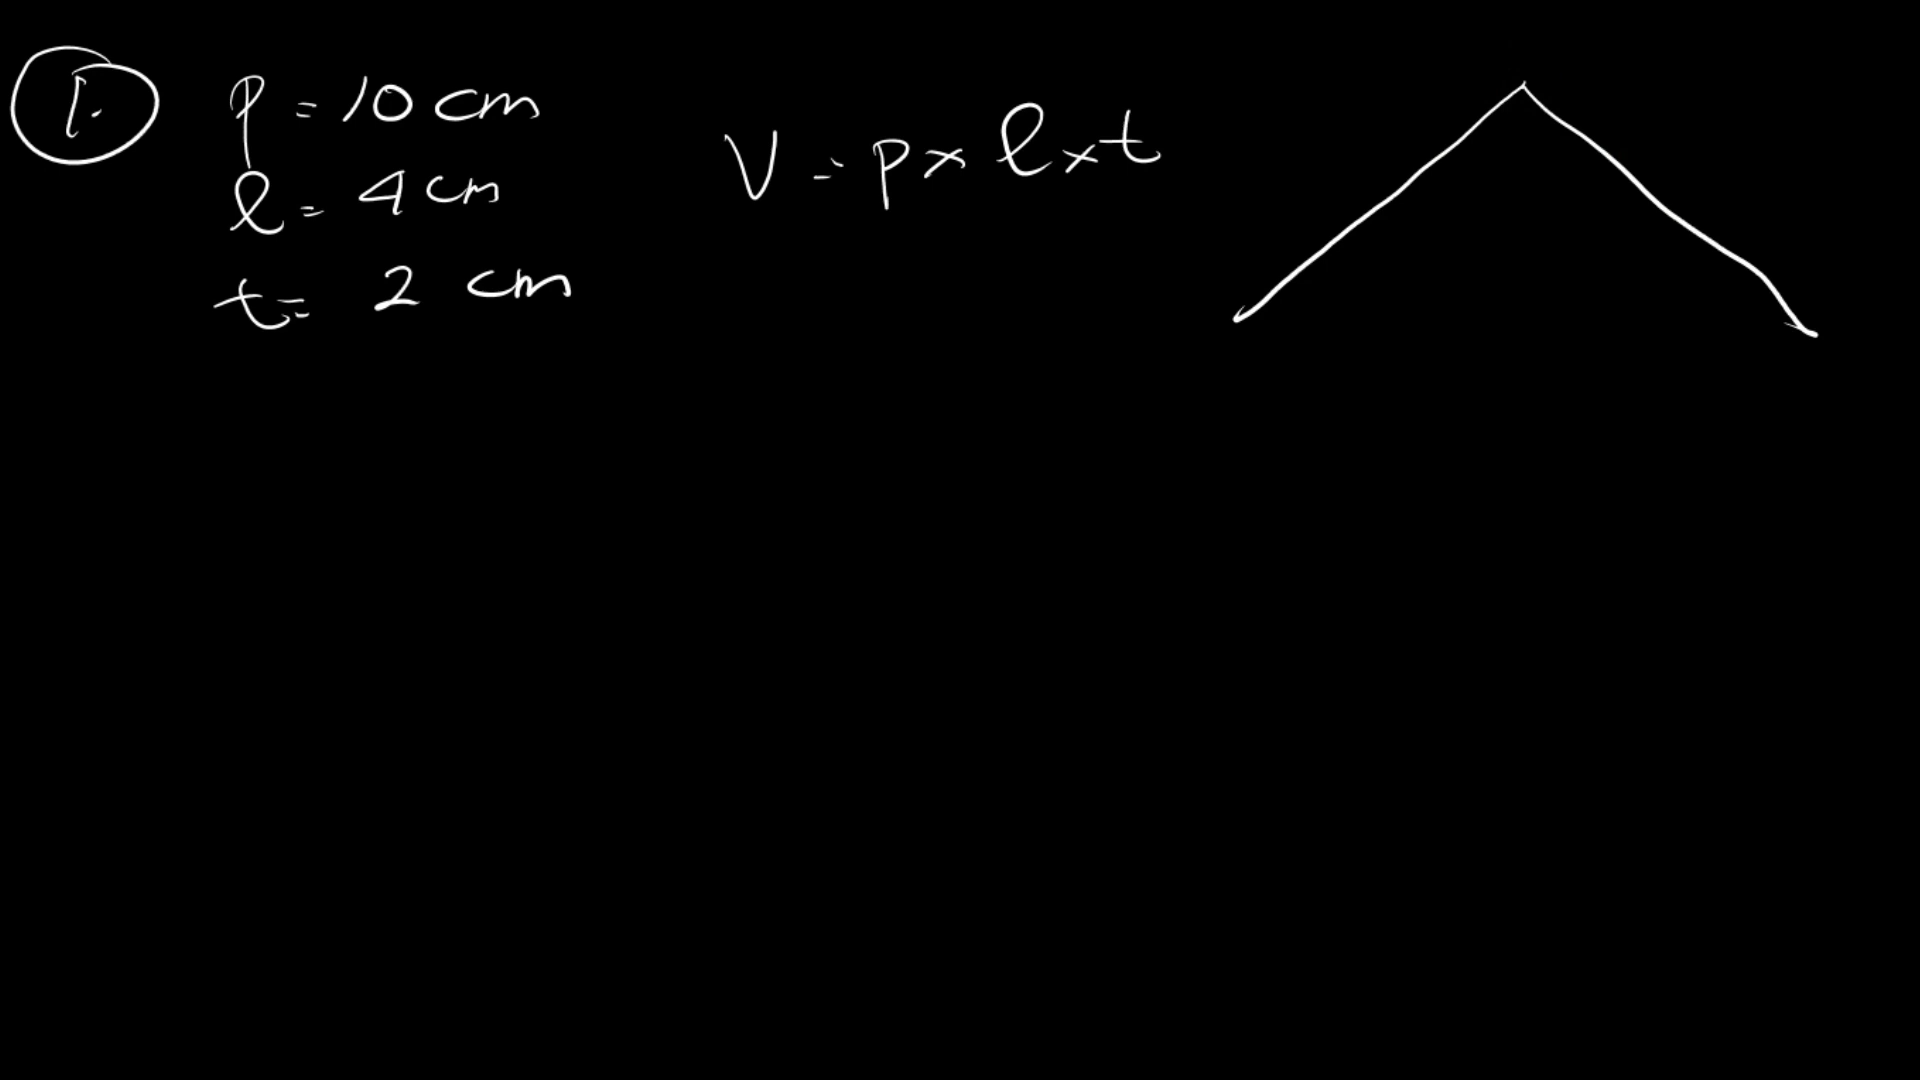 1.
p = 10 cm
l = 4 cm
t = 2 cm
V = p x l x t